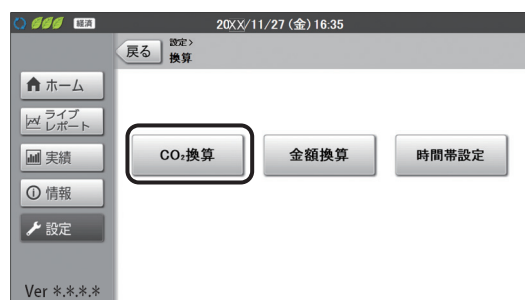 経済
20XX/11/27 (金) 16:35
戻る
設定>
換算
ホーム
ライブ
レポート
実績
情報
設定
CO₂換算
金額換算
時間帯設定
Ver *.*.*.*